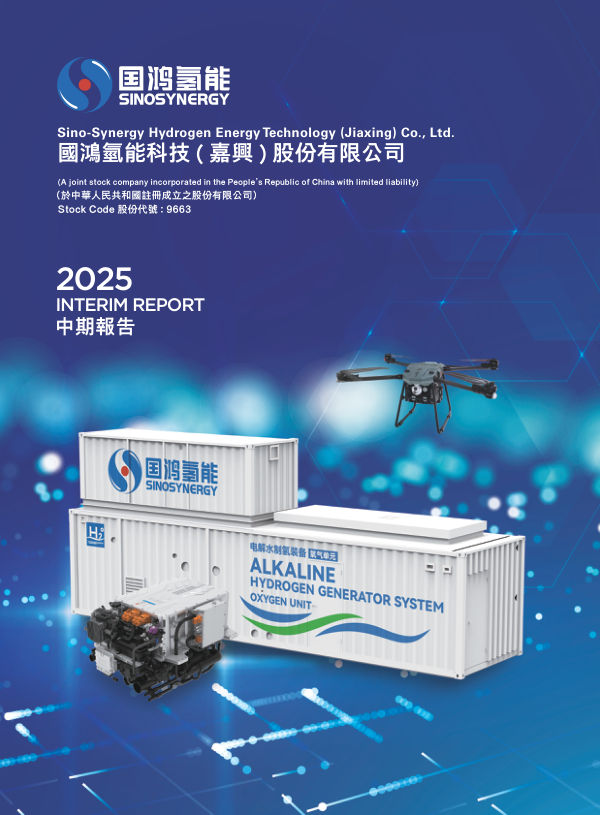 国鸿氢能
SINOSYNERGY
Sino-Synergy Hydrogen Energy Technology (Jiaxing) Co., Ltd.
國鴻氫能科技 ( 嘉興 ) 股份有限公司
(A joint stock company incorporated in the People's Republic of China with limited liability)
（於中華人民共和國註冊成立之股份有限公司）
Stock Code 股份代號 : 9663
2025
INTERIM REPORT
中期報告
国鸿氢能
SINOSYNERGY
H2
电解水制氢装备 氧气单元
ALKALINE
HYDROGEN GENERATOR SYSTEM
OXYGEN UNIT